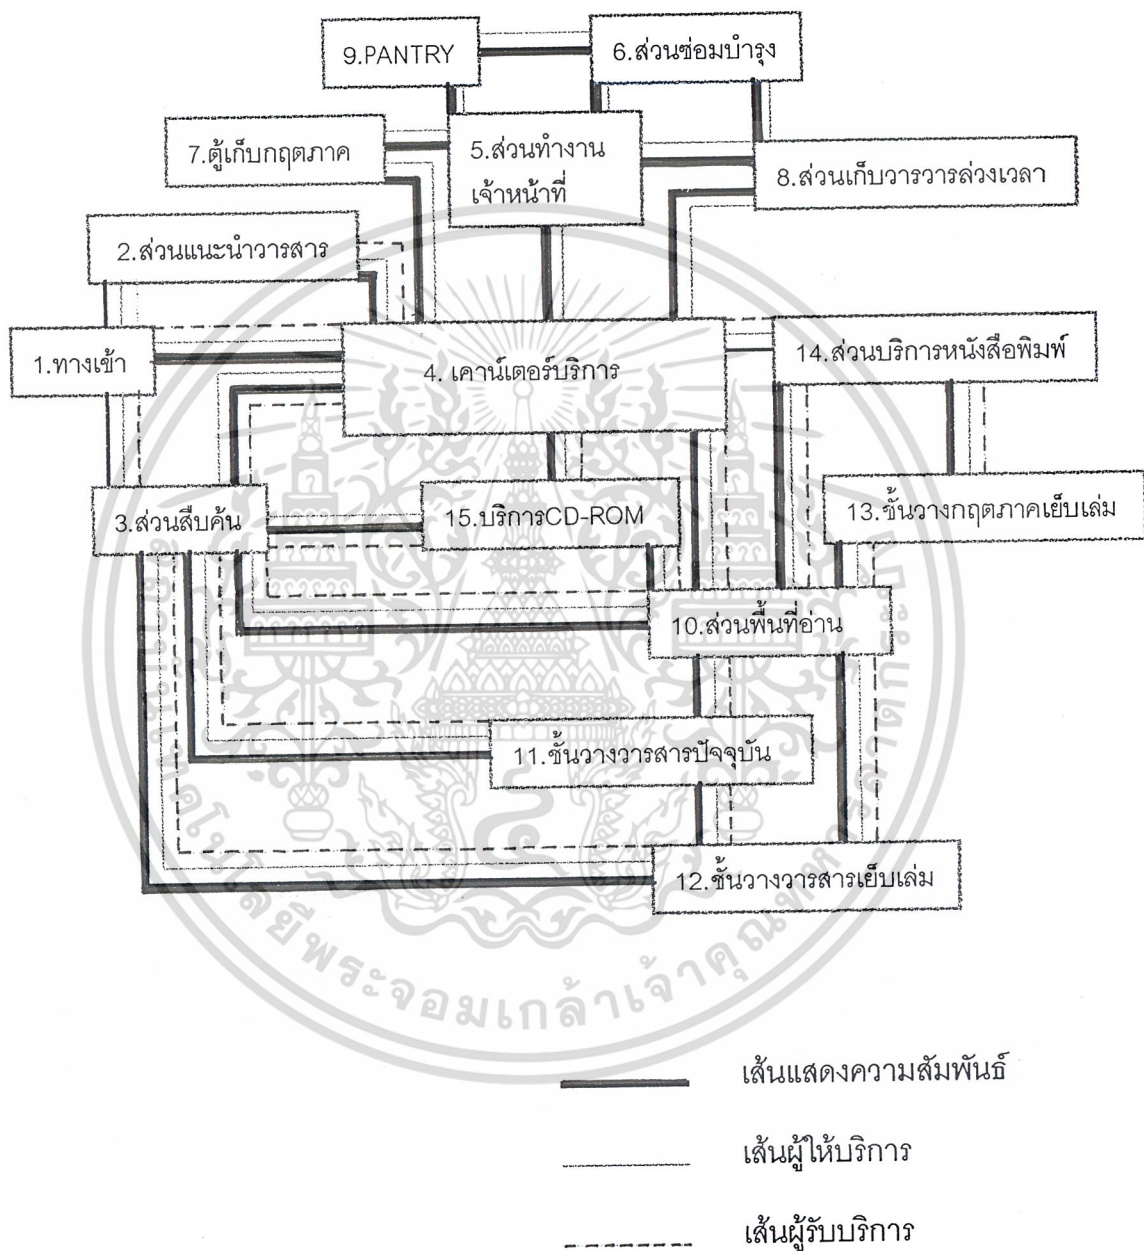 9.PANTRY
6.ส่วนซ่อมบำรุง
7.ตู้เก็บกฤตภาค
5.ส่วนทำงาน
เจ้าหน้าที่
8.ส่วนเก็บวารวารล่วงเวลา
2.ส่วนแนะนำวารสาร
1.ทางเข้า
4. เคาน์เตอร์บริการ
14.ส่วนบริการหนังสือพิมพ์
3.ส่วนสืบค้น
15.บริการCD-ROM
13.ชั้นวางกฤตภาคเย็บเล่ม
10.ส่วนพื้นที่อ่าน
11.ชั้นวางวารสารปัจจุบัน
12.ชั้นวางวารสารเย็บเล่ม
เส้นแสดงความสัมพันธ์
เส้นผู้ให้บริการ
เส้นผู้รับบริการ